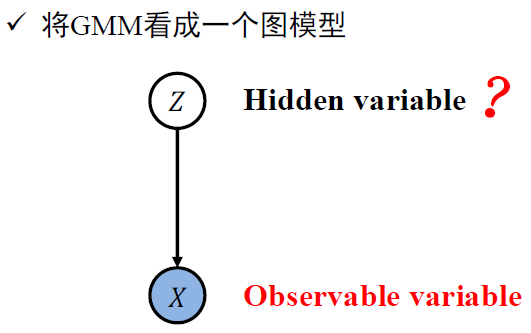 ✓ 将GMM看成一个图模型
Z Hidden variable ?
X Observable variable